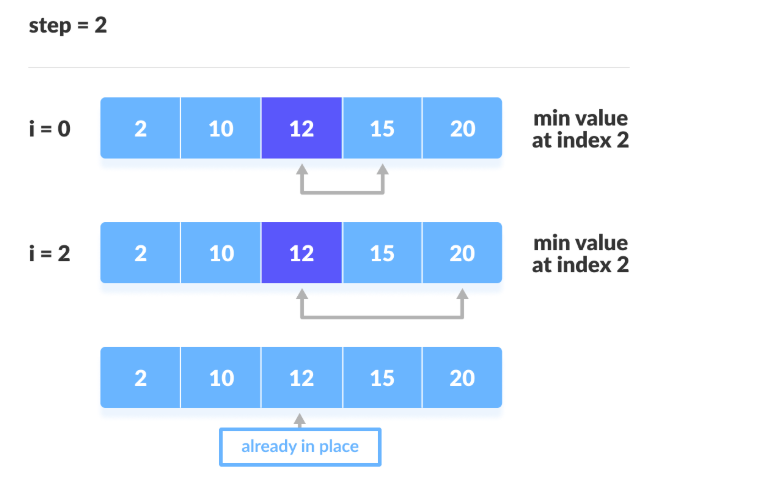 step = 2
i = 0 2 10 12 15 20 min value
at index 2
i = 2 2 10 12 15 20 min value
at index 2
2 10 12 15 20
already in place